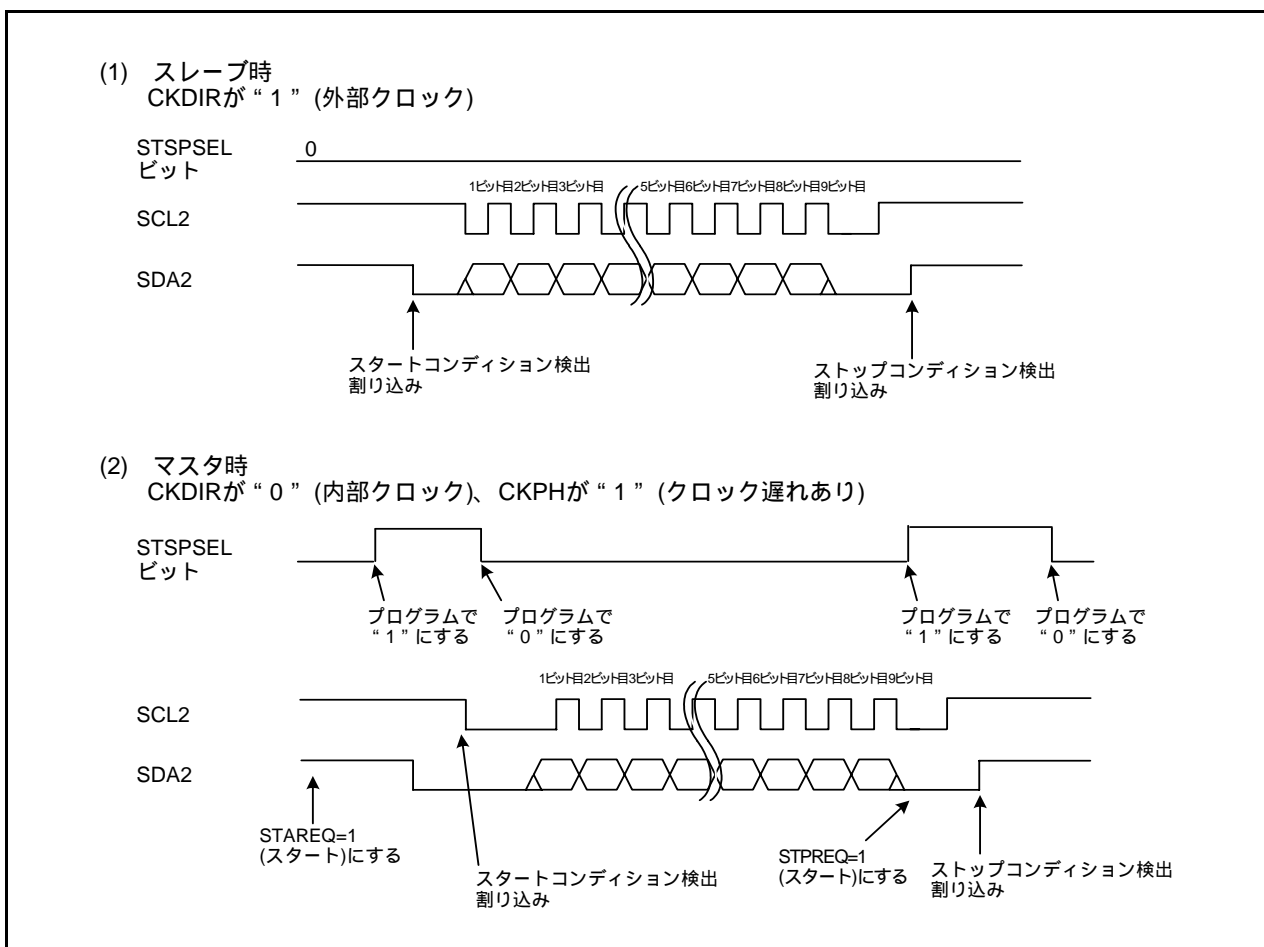 (1) スレーブ時
CKDIRが“1”(外部クロック)
STSPSEL
ビット
0
1ビット目2ビット目3ビット目
5ビット目6ビット目7ビット目8ビット目9ビット目
SCL2
SDA2
スタートコンディション検出
割り込み
ストップコンディション検出
割り込み
(2) マスタ時
CKDIRが“0”(内部クロック)、CKPHが“1”(クロック遅れあり)
STSPSEL
ビット
プログラムで
“1”にする
プログラムで
“0”にする
プログラムで
“1”にする
プログラムで
“0”にする
1ビット目2ビット目3ビット目
5ビット目6ビット目7ビット目8ビット目9ビット目
SCL2
SDA2
STAREQ=1
(スタート)にする
スタートコンディション検出
割り込み
STPREQ=1
(スタート)にする
ストップコンディション検出
割り込み